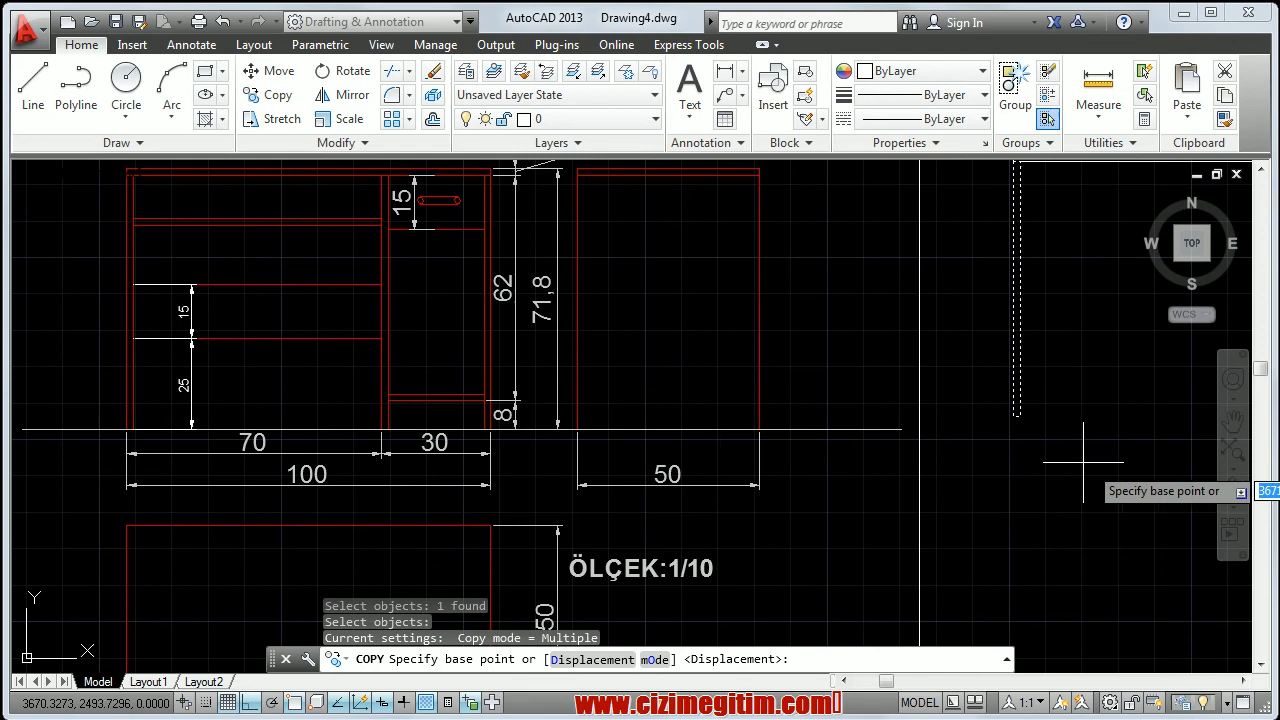 Drafting & Annotation
AutoCAD 2013 Drawing4.dwg
Type a keyword or phrase
Sign In
Home Insert Annotate Layout Parametric View Manage Output Plug-ins Online Express Tools
Line
Polyline
Circle
Arc
Move
Rotate
Copy
Mirror
Stretch
Scale
Unsaved Layer State
0
Text
Insert
ByLayer
ByLayer
ByLayer
Group
Measure
Paste
Draw
Modify
Layers
Annotation
Block
Properties
Groups
Utilities
Clipboard
15
62
71,8
15
25
8
70
30
100
50
N
W
TOP
E
S
WCS
Specify base point or
3671
ÖLÇEK:1/10
50
Y
X
Select objects: 1 found
Select objects:
Current settings: Copy mode = Multiple
COPY Specify base point or [Displacement mOde] <Displacement>:
Model Layout1 Layout2
www.cizimegitim.com
MODEL
1:1